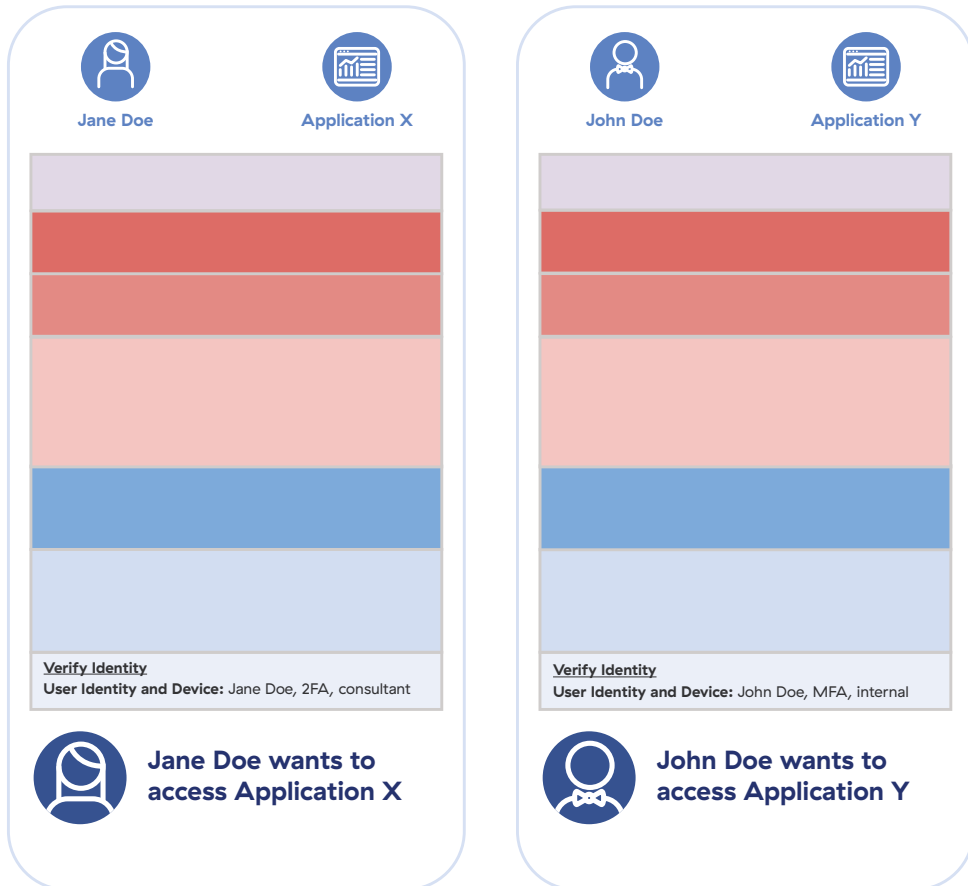 Jane Doe
Application X
Verify Identity
User Identity and Device: Jane Doe, 2FA, consultant
Jane Doe wants to
access Application X
John Doe
Application Y
Verify Identity
User Identity and Device: John Doe, MFA, internal
John Doe wants to
access Application Y